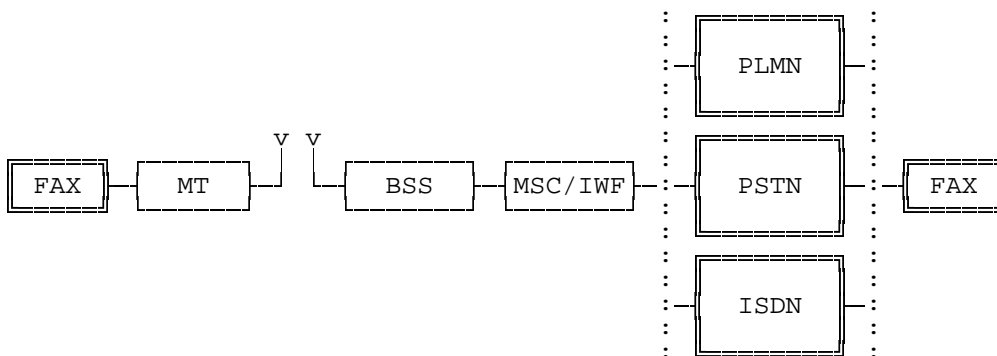 PLMN
v v
FAX MT BSS MSC/IWF PSTN FAX
ISDN